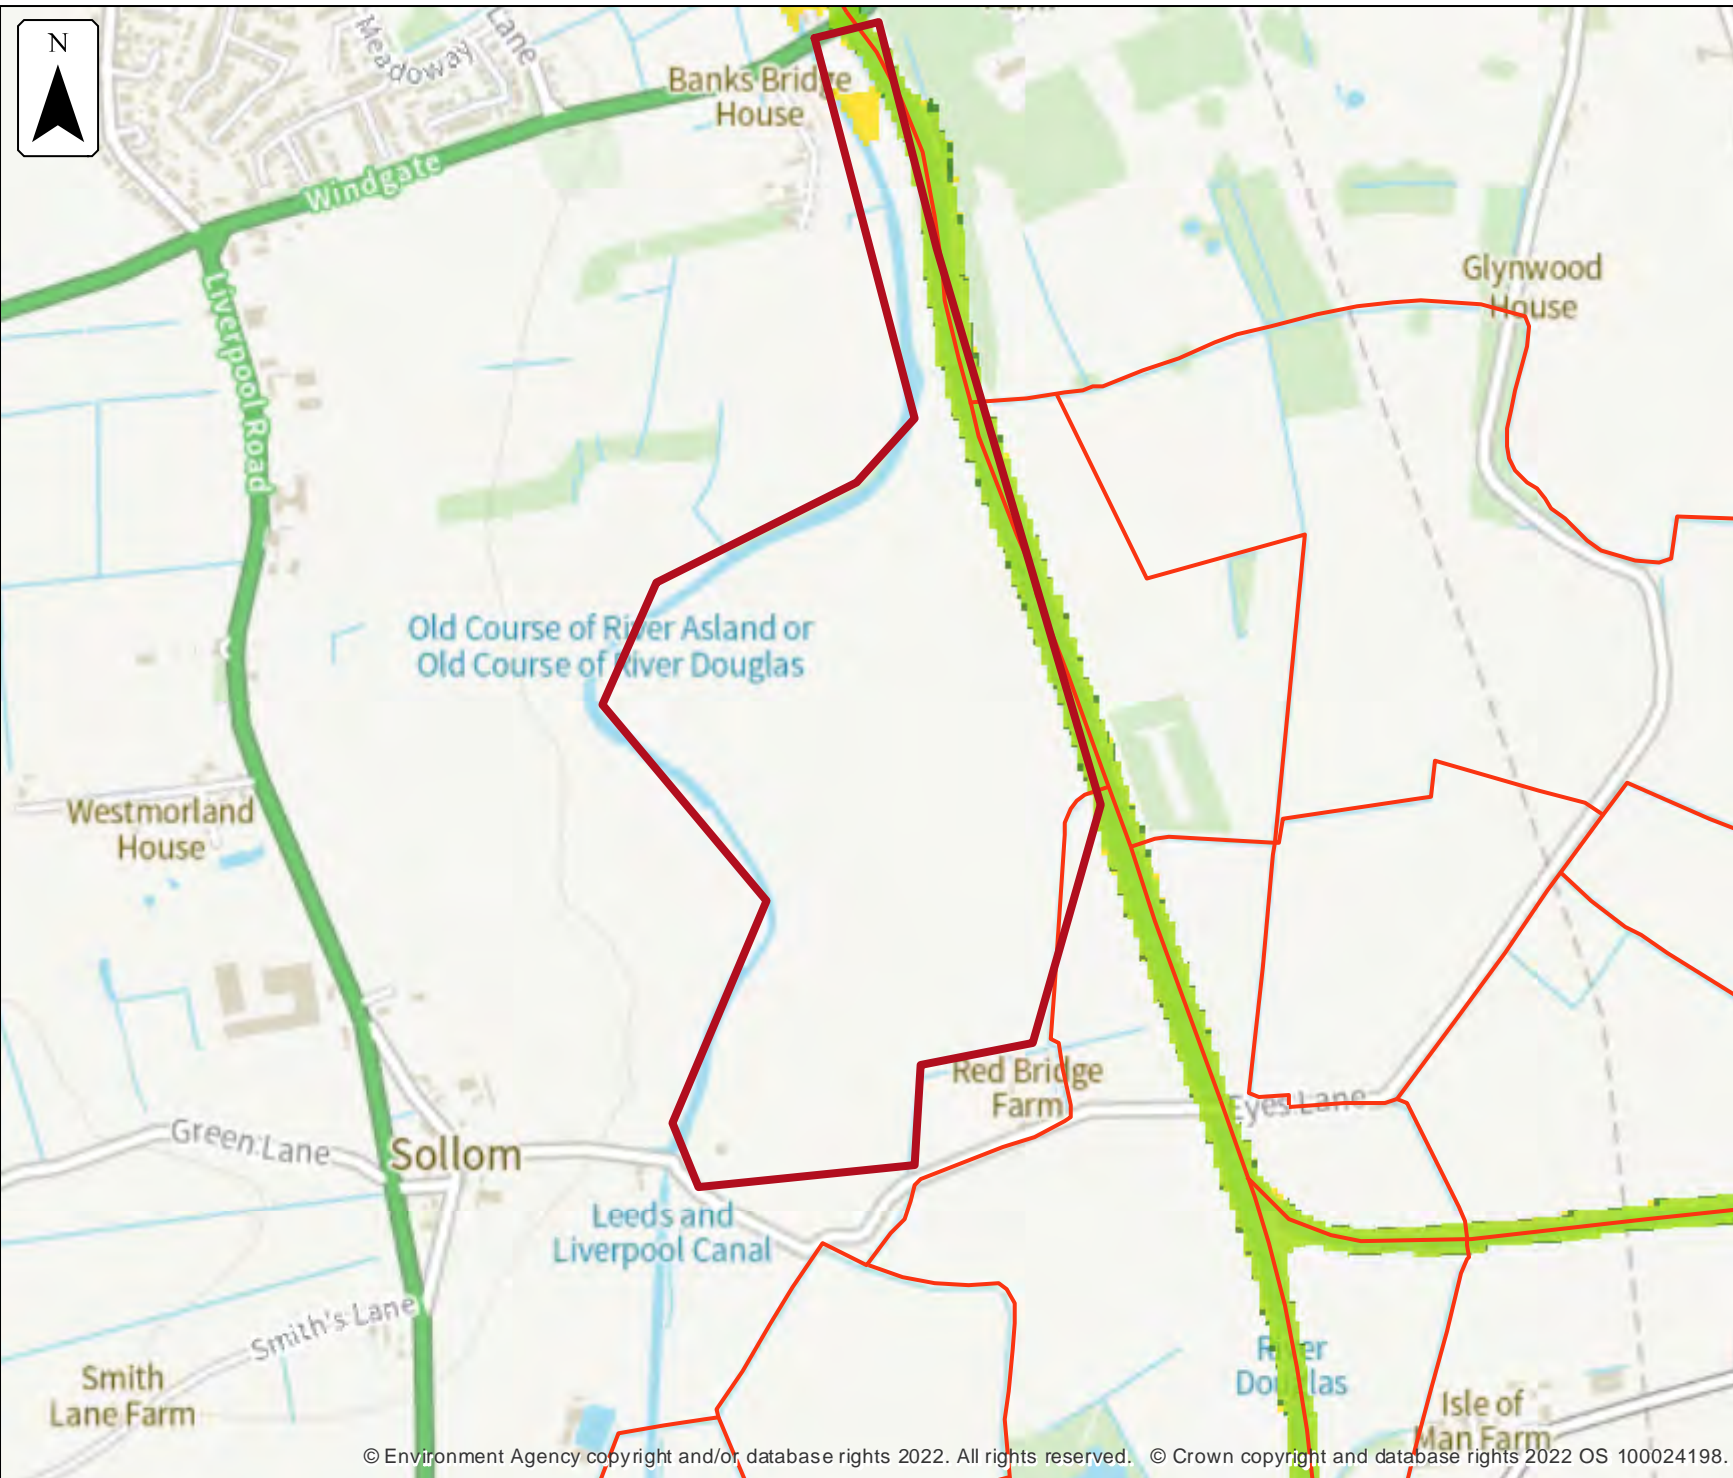 N
Meadoway
Lane
Banks Bridge
House
Windgate
Liverpool Road
Glynwood
House
Old Course of River Asland or
Old Course of River Douglas
Westmorland
House
Red Bridge
Farm
Eyes Lane
Green Lane
Sollom
Leeds and
Liverpool Canal
Smith's Lane
Smith
Lane Farm
River
Douglas
Isle of
Man Farm
© Environment Agency copyright and/or database rights 2022. All rights reserved. © Crown copyright and database rights 2022 OS 100024198